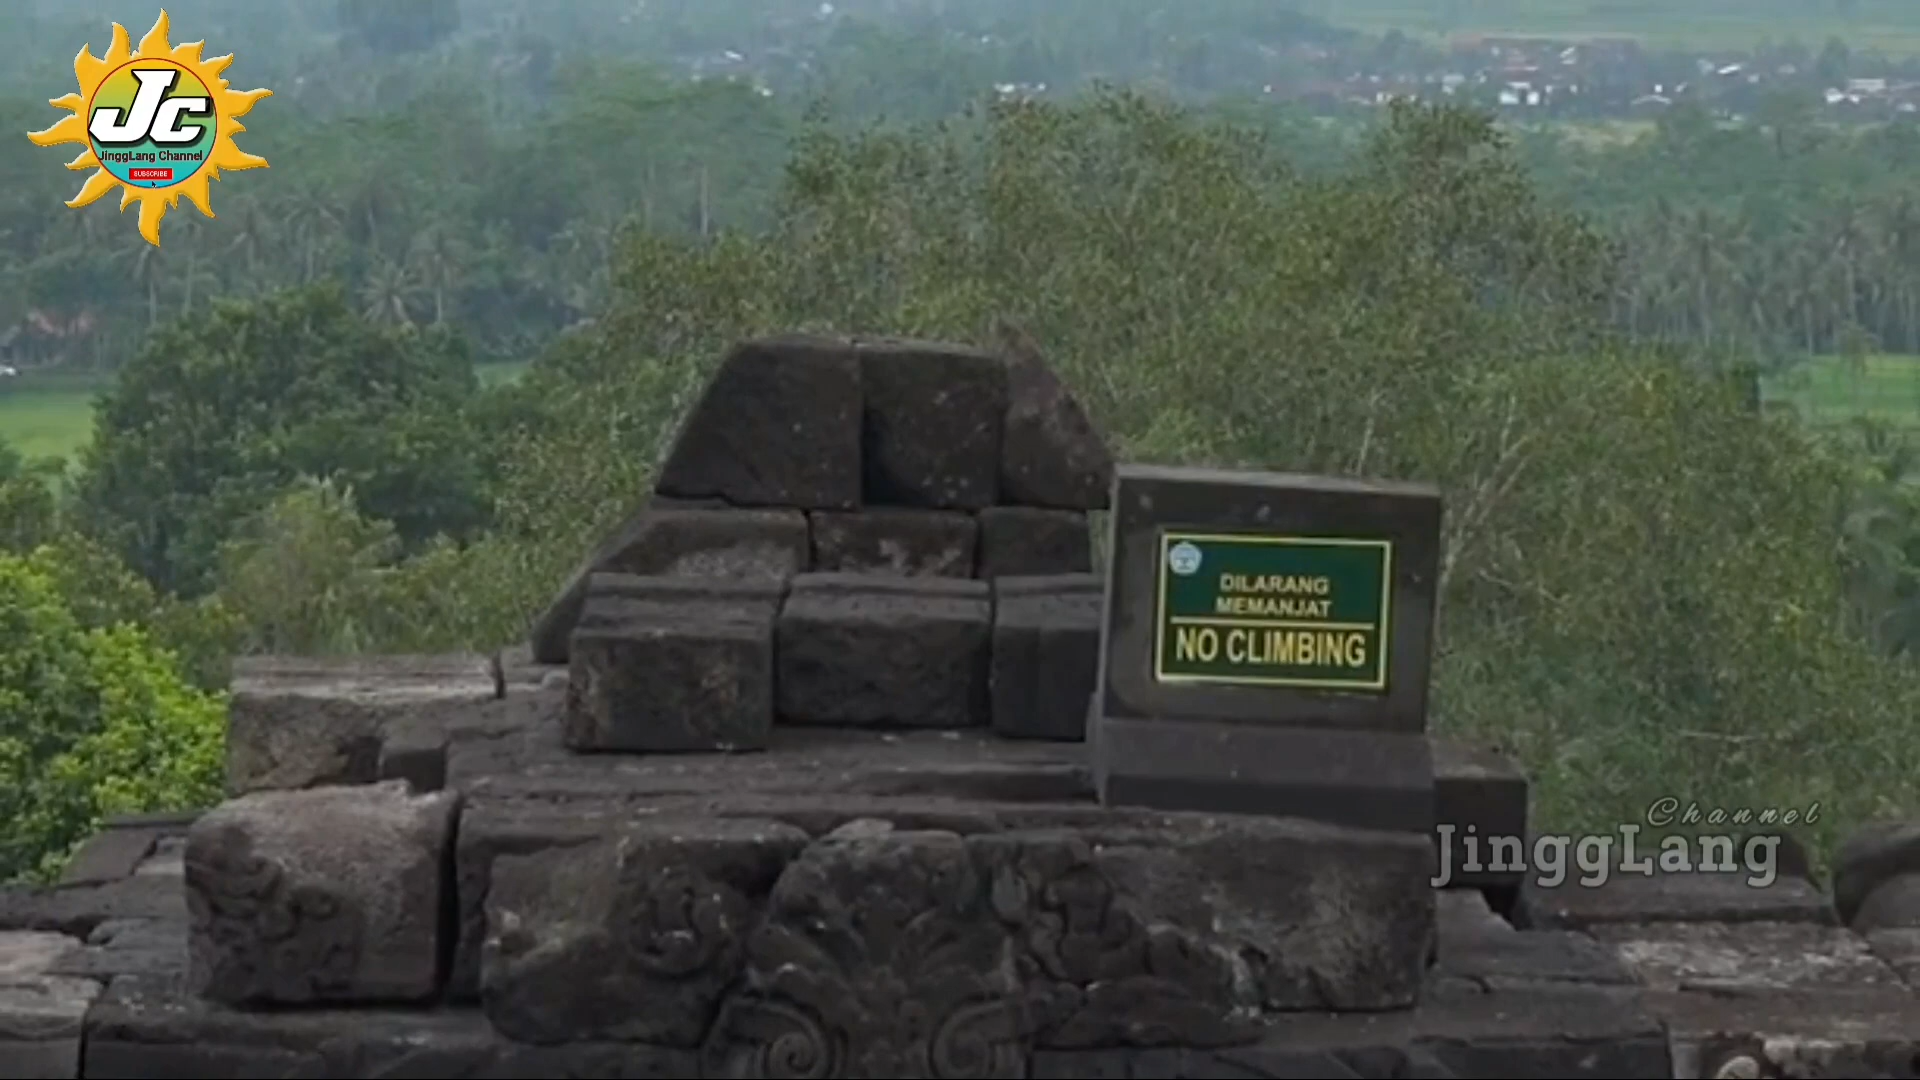 JC
JinggLang Channel
SUBSCRIBE
DILARANG
MEMANJAT
NO CLIMBING
Channel
JinggLang